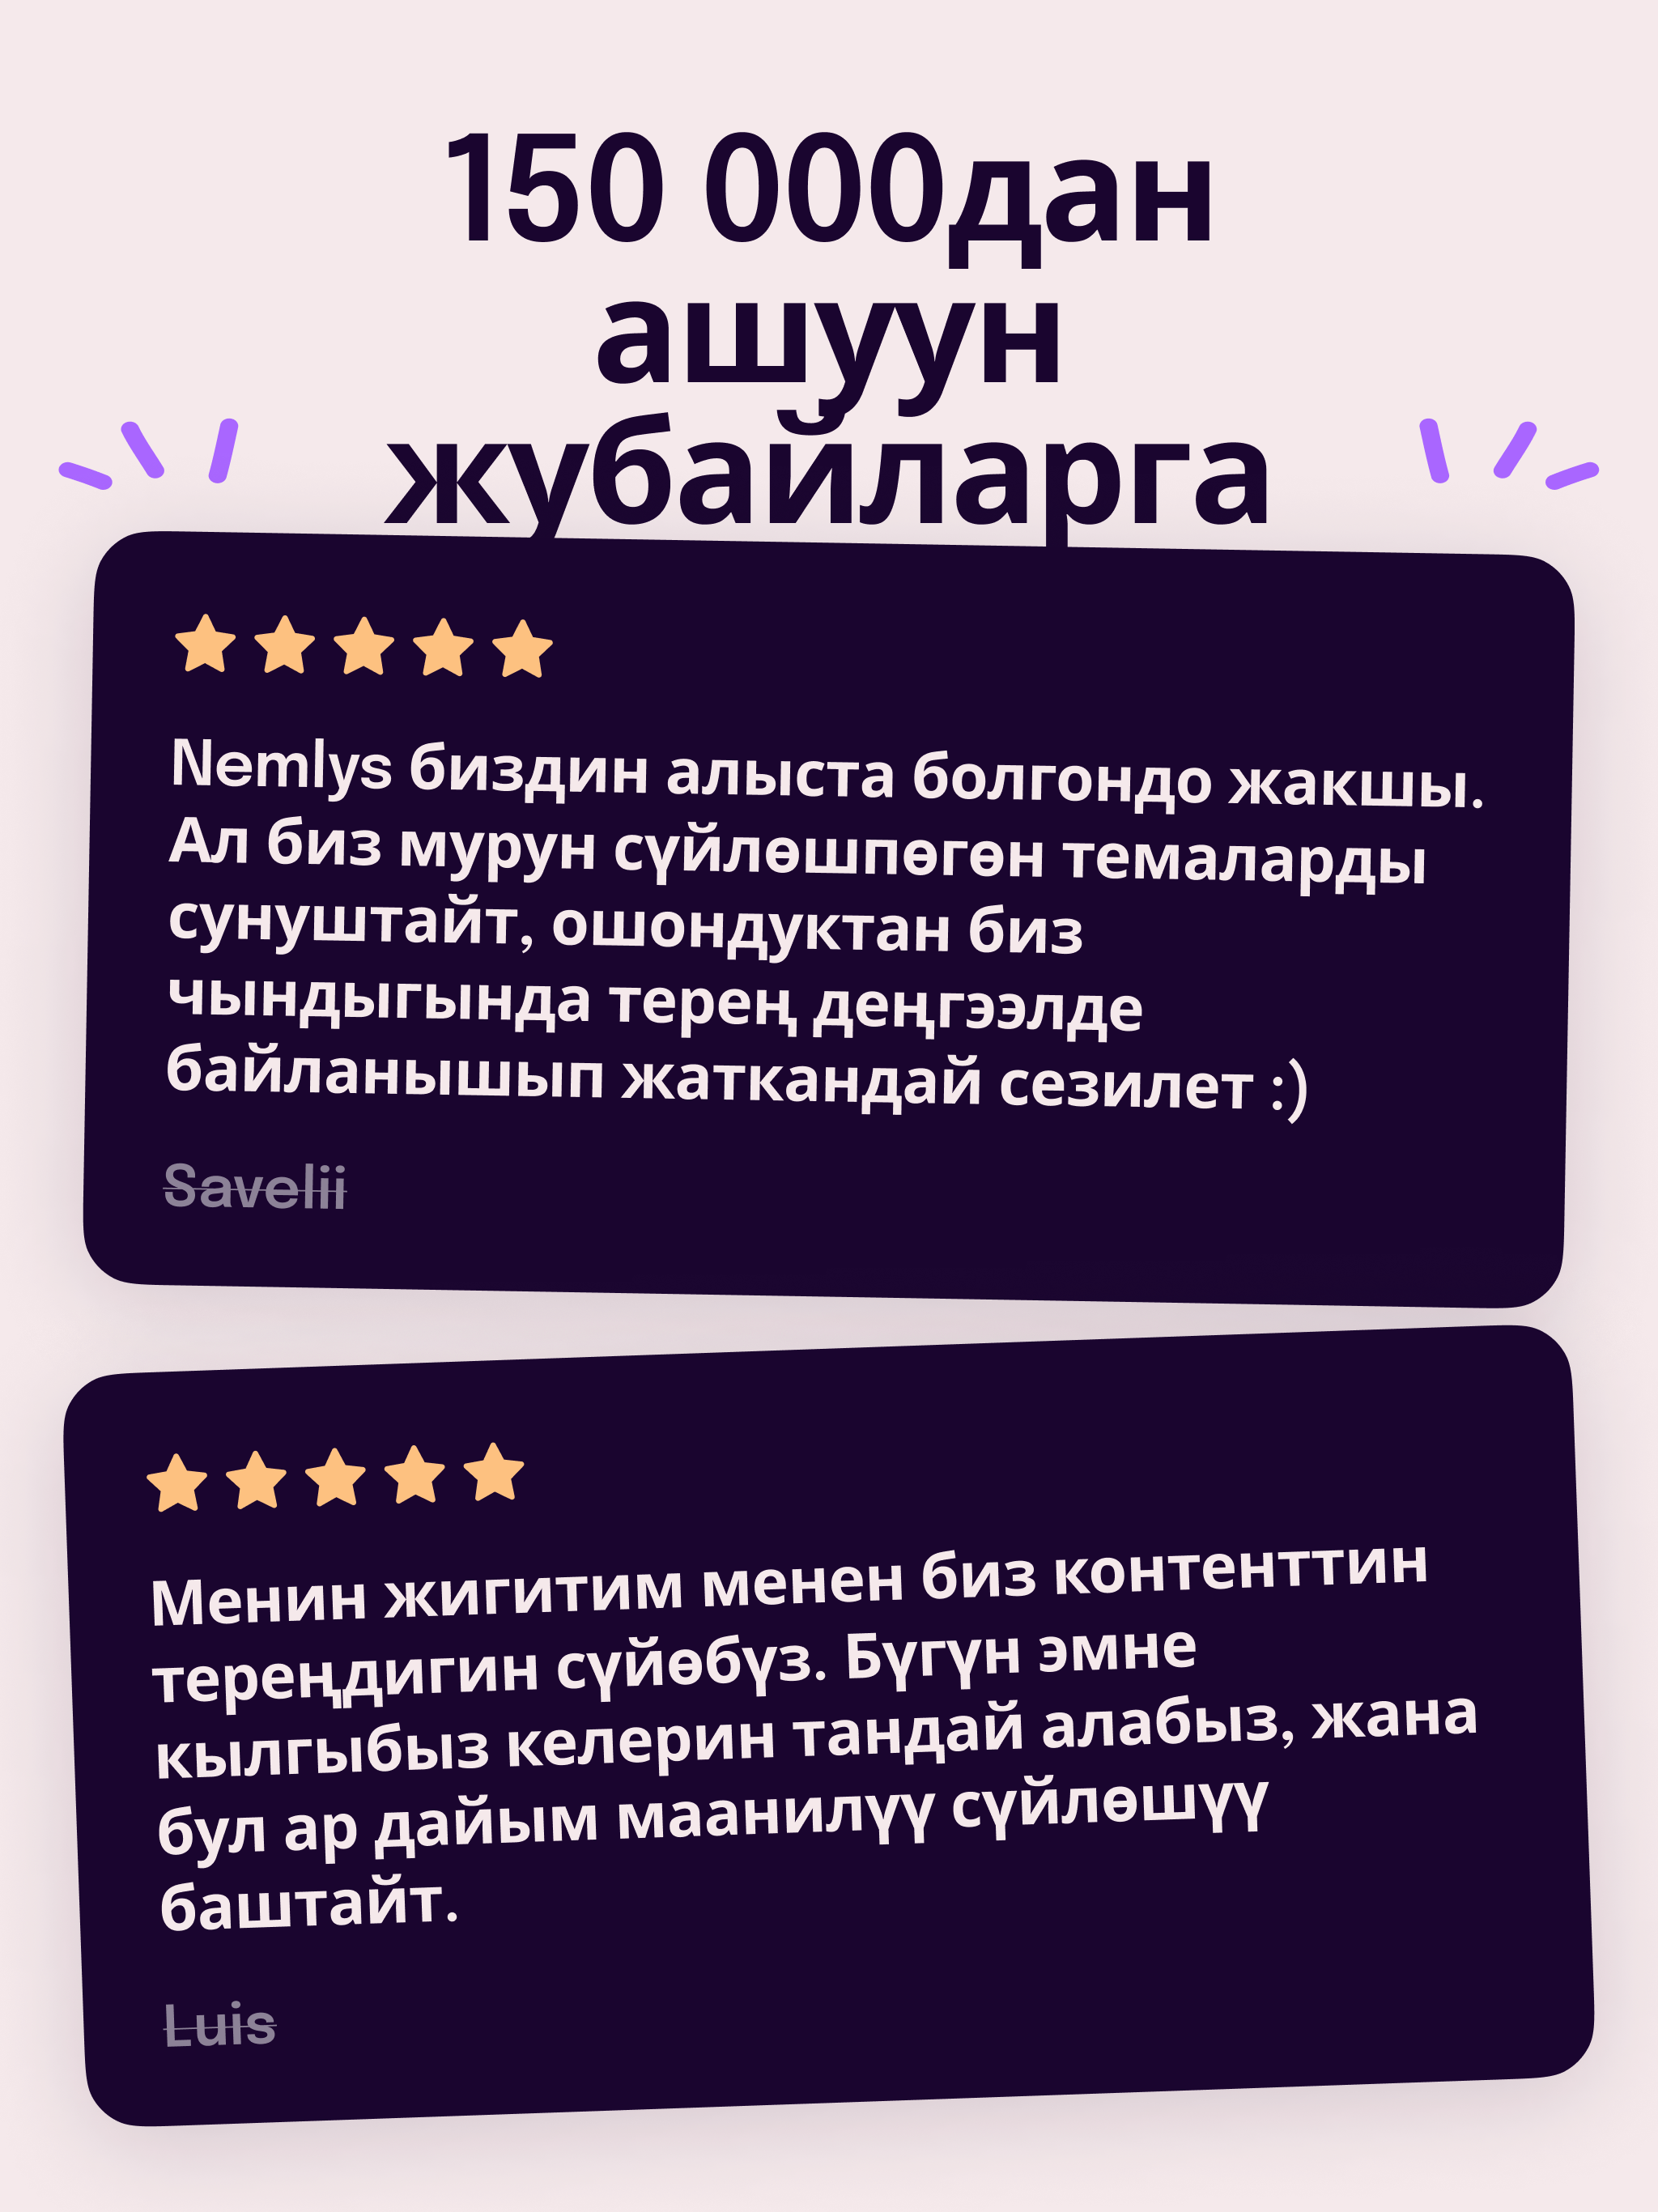 150 000дан
ашуун
жубайларга
Nemlys биздин алыста болгондо жакшы.
Ал биз мурун сүйлөшпөгөн темаларды
сунуштайт, ошондуктан биз
чындыгында терең деңгээлде
байланышып жаткандай сезилет :)
Savelii
Менин жигитим менен биз контенттин
тереңдигин сүйөбүз. Бүгүн эмне
кылгыбыз келерин тандай алабыз, жана
бул ар дайым маанилүү сүйлөшүү
баштайт.
Luis